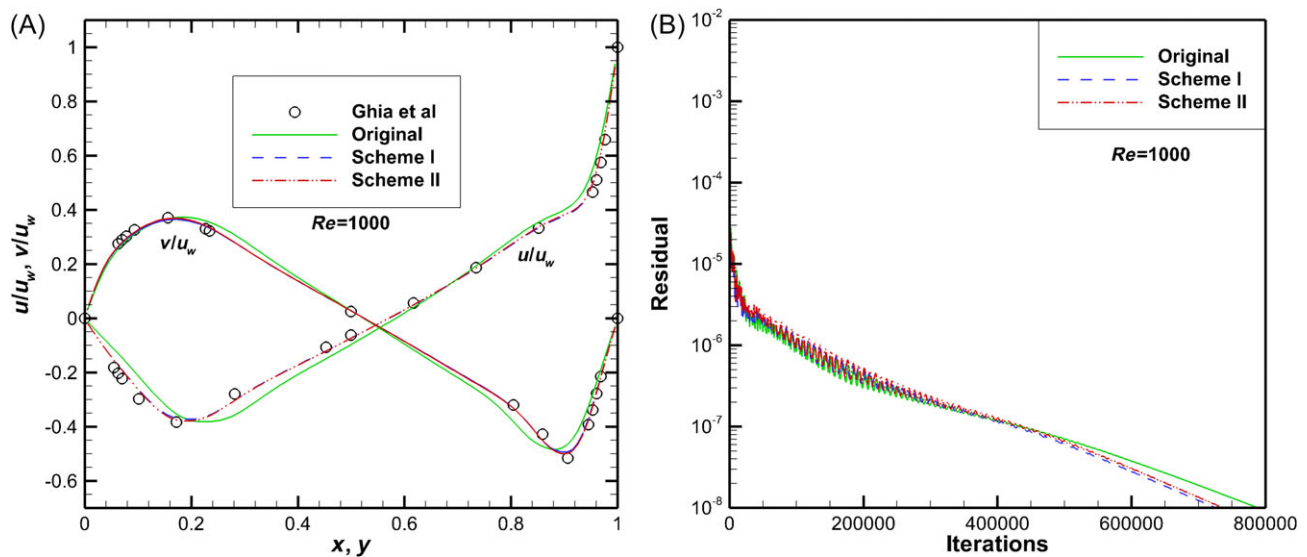 (A)
1
0.8
0.6
0.4
0.2
0
-0.2
-0.4
-0.6
u/u_w, v/u_w
0 0.2 0.4 0.6 0.8 1
x, y
Ghia et al
Original
Scheme I
Scheme II
Re=1000
v/u_w
u/u_w
(B)
10^-2
10^-3
10^-4
10^-5
10^-6
10^-7
10^-8
Residual
0 200000 400000 600000 800000
Iterations
Original
Scheme I
Scheme II
Re=1000